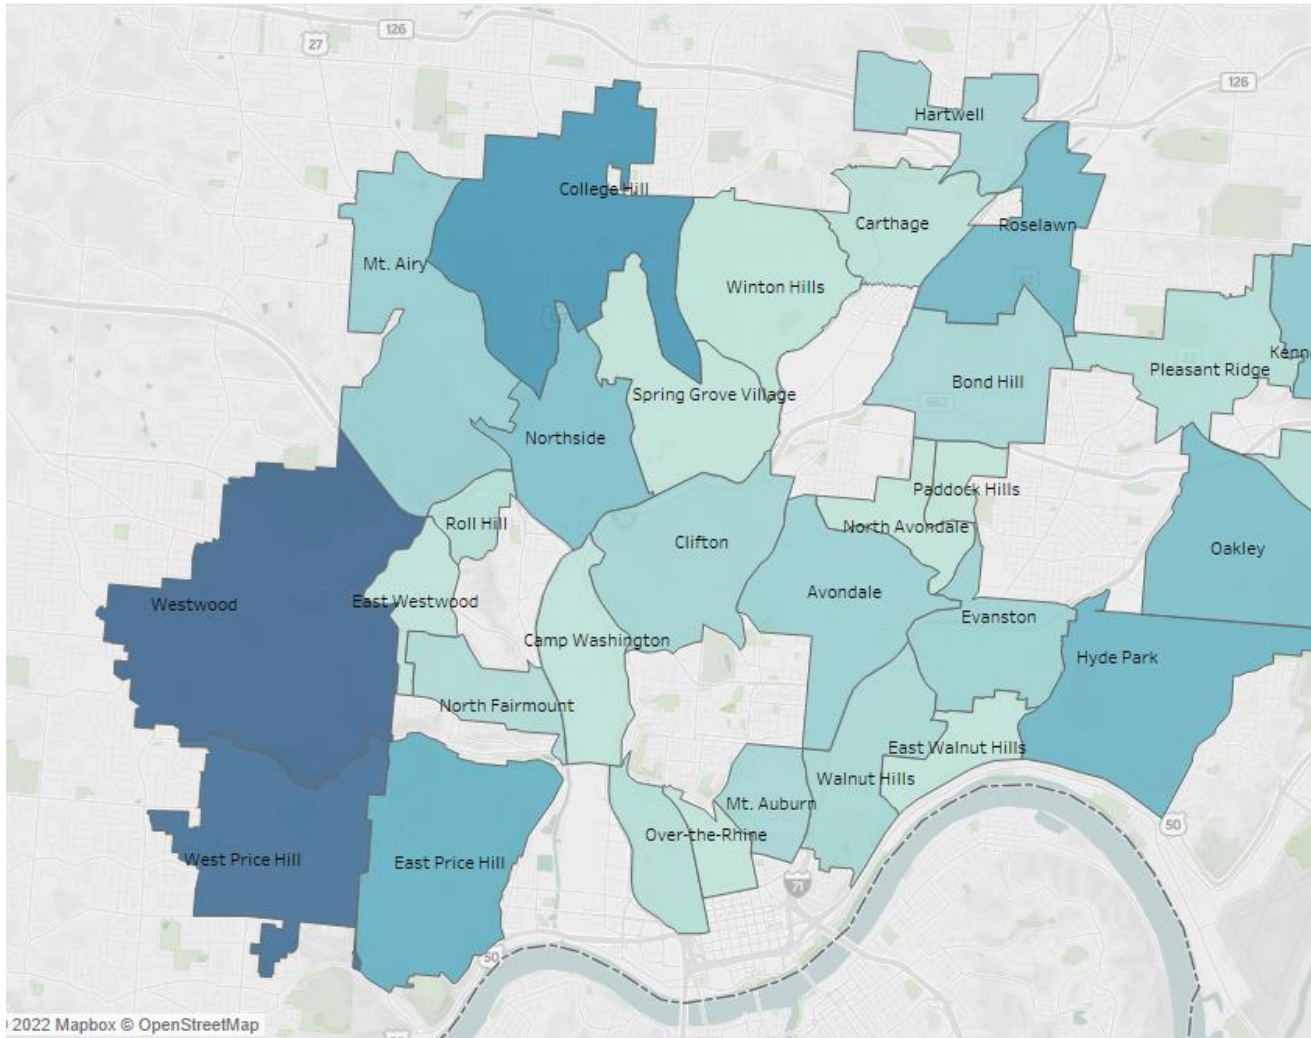 126
27
Hartwell
126
College Hill
Carthage
Roselawn
Mt. Airy
Winton Hills
Kenn
Pleasant Ridge
Bond Hill
Spring Grove Village
Northside
Paddock Hills
Roll Hill
North Avondale
Clifton
Oakley
Avondale
East Westwood
Westwood
Evanston
Camp Washington
Hyde Park
North Fairmount
East Walnut Hills
Walnut Hills
Mt. Auburn
Over-the-Rhine
50
West Price Hill
East Price Hill
71
50
2022 Mapbox © OpenStreetMap